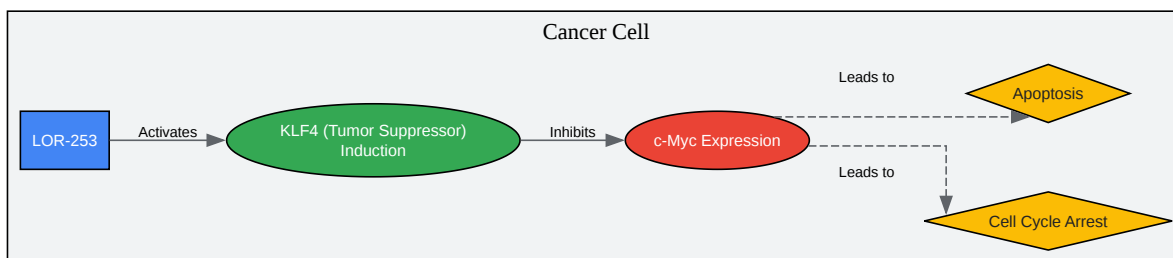 Cancer Cell
LOR-253
Activates
KLF4 (Tumor Suppressor)
Induction
Inhibits
c-Myc Expression
Leads to
Apoptosis
Leads to
Cell Cycle Arrest